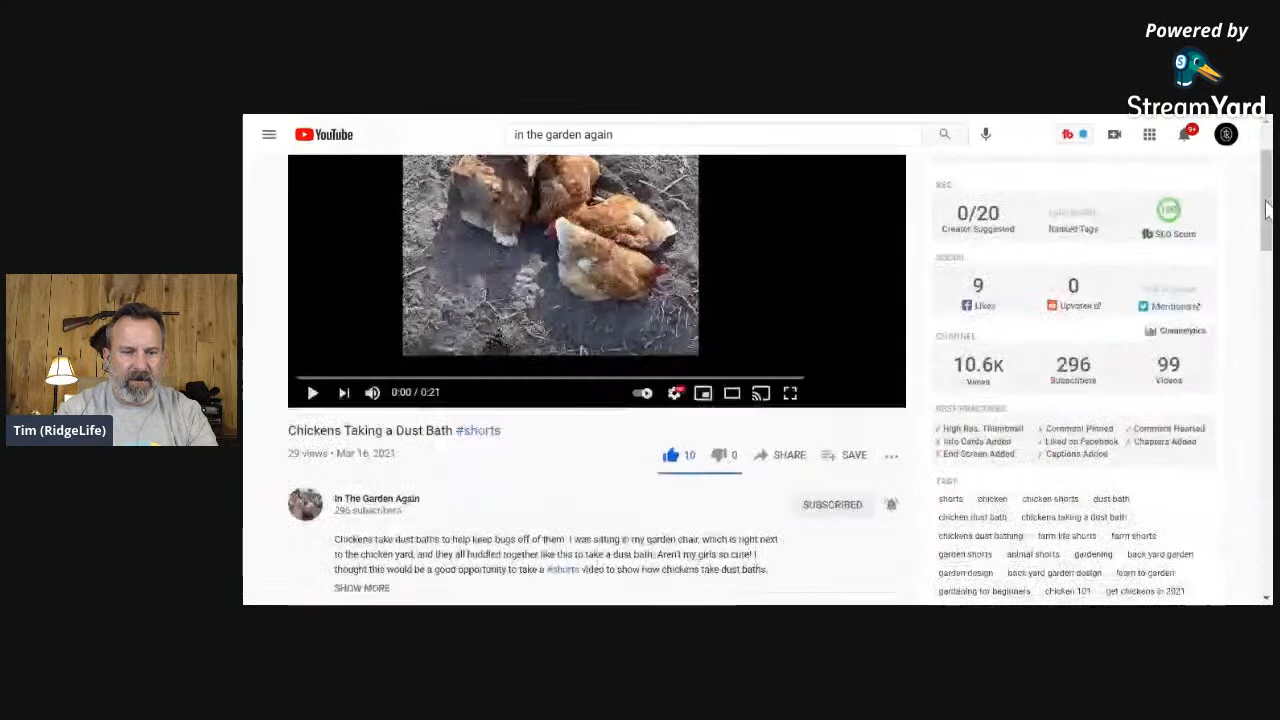 Powered by
StreamYard
YouTube
in the garden again
9+
0/20
Creator Suggested
Ranked Tags
SEO Score
SOCIAL
9
Likes
0
Upvotes
Mentions
CHANNEL
10.6K
Views
296
Subscribers
99
Videos
BEST PRACTICES
High Res. Thumbnail
Comment Pinned
Comment Hearted
Info Cards Added
Liked on Facebook
Chapters Added
End Screen Added
Captions Added
TAGS
shorts chicken chicken shorts dust bath
chicken dust bath chickens taking a dust bath
chickens dust bathing farm life shorts farm shorts
garden shorts animal shorts gardening back yard garden
garden design back yard garden design learn to garden
gardening for beginners chicken 101 get chickens in 2021
0:00 / 0:21
Chickens Taking a Dust Bath #shorts
29 views • Mar 16, 2021
10 0 SHARE SAVE
In The Garden Again
296 subscribers
SUBSCRIBED
Chickens take dust baths to help keep bugs off of them. I was sitting in my garden chair, which is right next
to the chicken yard, and they all huddled together like this to take a dust bath. Aren't my girls so cute! I
thought this would be a good opportunity to take a #shorts video to show how chickens take dust baths.
SHOW MORE
Tim (RidgeLife)